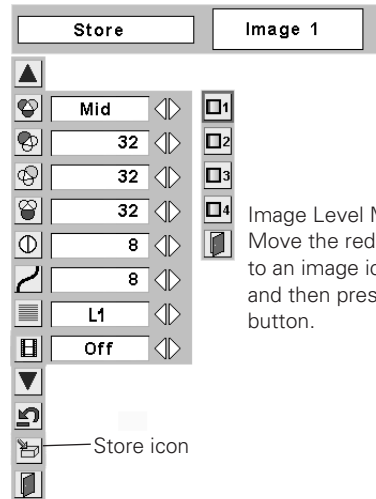 Store
Image 1
Mid
32
32
32
8
8
L1
Off
1
2
3
4
Image Level M
Move the red
to an image ic
and then pres
button.
Store icon